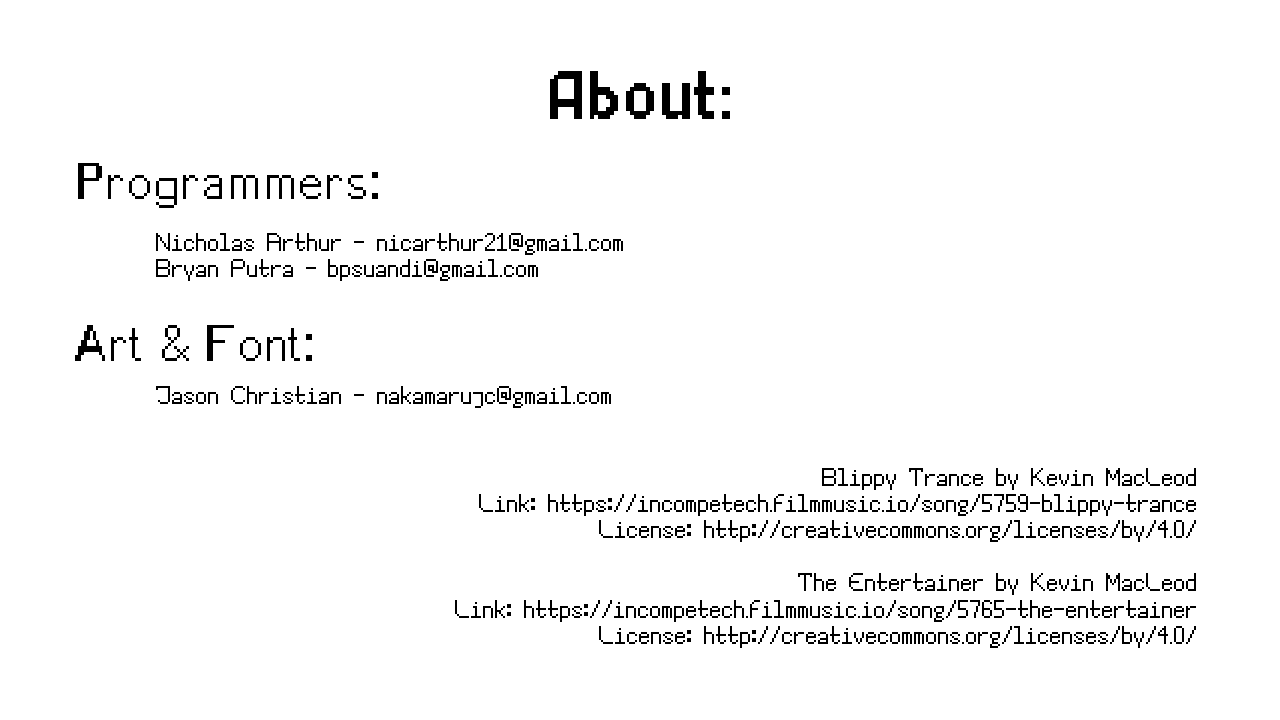 About:
Programmers:
Nicholas Arthur - nicarthur21@gmail.com
Bryan Putra - bpsuandi@gmail.com
Art & Font:
Jason Christian - nakamarujc@gmail.com
Blippy Trance by Kevin MacLeod
Link: https://incompetech.filmmusic.io/song/5759-blippy-trance
License: http://creativecommons.org/licenses/by/4.0/
The Entertainer by Kevin MacLeod
Link: https://incompetech.filmmusic.io/song/5765-the-entertainer
License: http://creativecommons.org/licenses/by/4.0/